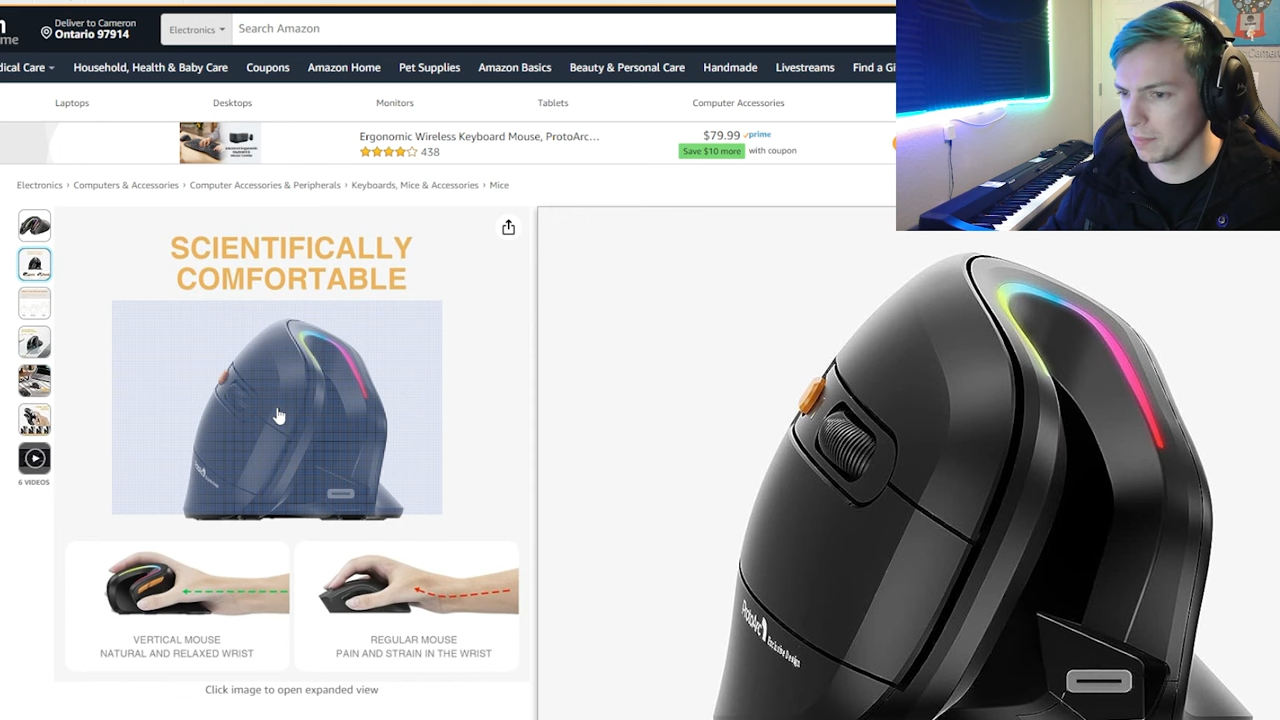 n
me
Deliver to Cameron
Ontario 97914
Electronics
Search Amazon
dical Care
Household, Health & Baby Care
Coupons
Amazon Home
Pet Supplies
Amazon Basics
Beauty & Personal Care
Handmade
Livestreams
Find a Gi
Laptops
Desktops
Monitors
Tablets
Computer Accessories
Ergonomic Wireless Keyboard Mouse, ProtoArc...
438
$79.99 prime
Save $10 more with coupon
Electronics › Computers & Accessories › Computer Accessories & Peripherals › Keyboards, Mice & Accessories › Mice
SCIENTIFICALLY
COMFORTABLE
6 VIDEOS
VERTICAL MOUSE
NATURAL AND RELAXED WRIST
REGULAR MOUSE
PAIN AND STRAIN IN THE WRIST
Click image to open expanded view
ProtoArc Exclusive Design